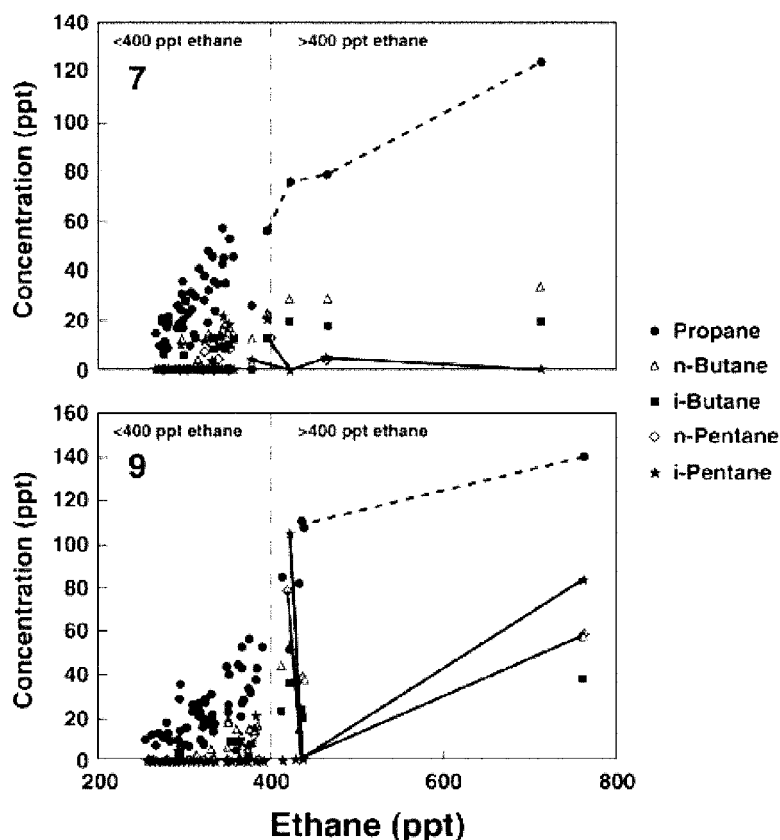 140
<400 ppt ethane
>400 ppt ethane
7
120
100
80
60
40
20
0
Concentration (ppt)
Propane
n-Butane
i-Butane
n-Pentane
i-Pentane
160
<400 ppt ethane
>400 ppt ethane
9
140
120
100
80
60
40
20
0
Concentration (ppt)
200
400
600
800
Ethane (ppt)